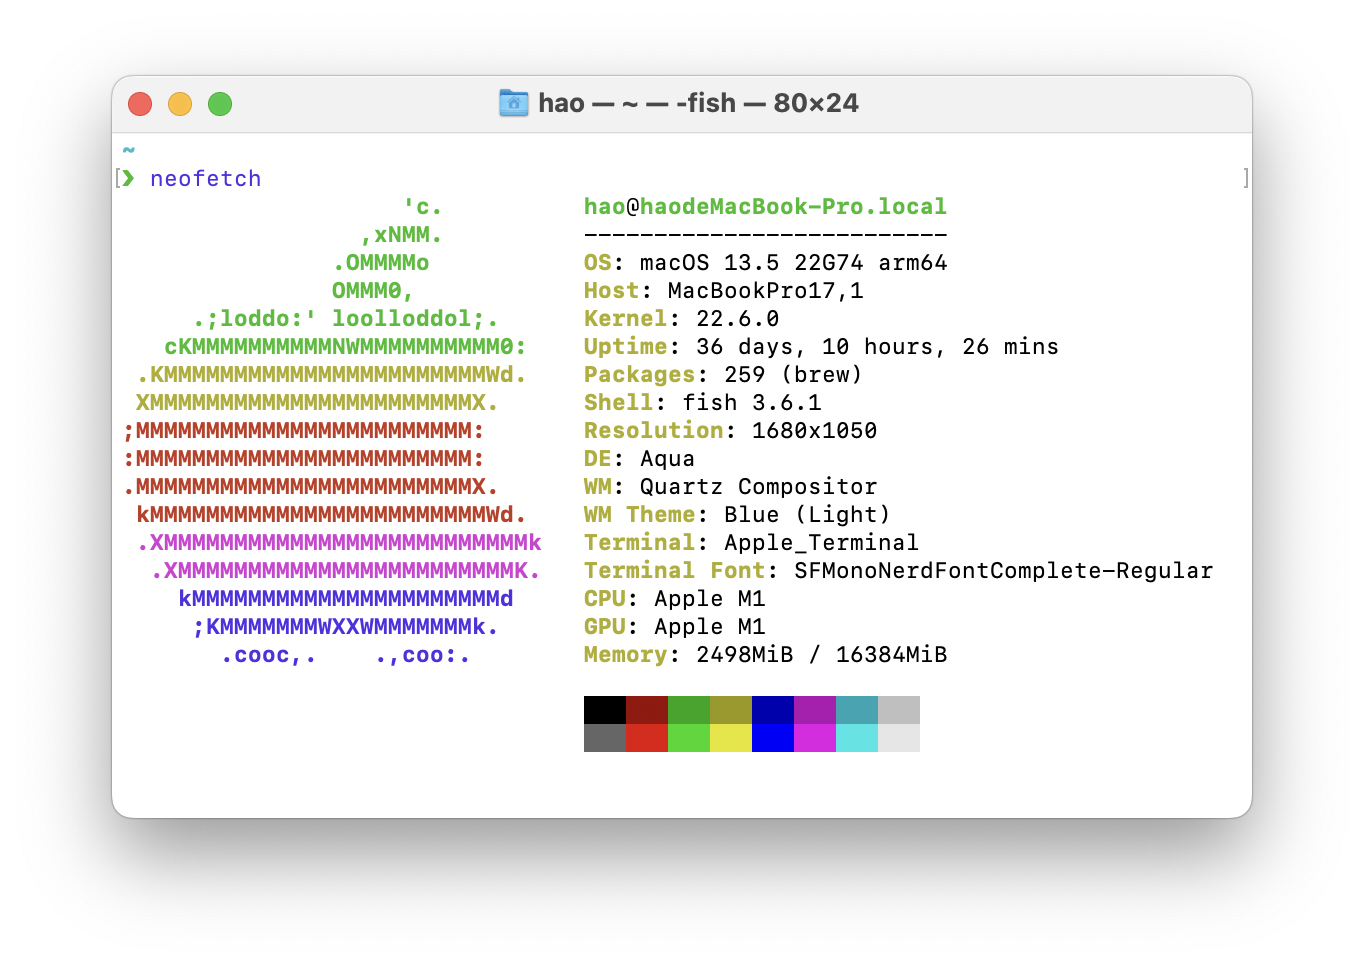 hao — ~ — -fish — 80×24
~
[❯ neofetch ]
'c. hao@haodeMacBook-Pro.local
,xNMM. --------------------------
.OMMMMo OS: macOS 13.5 22G74 arm64
OMMM0, Host: MacBookPro17,1
.;loddo:' loolloddol;. Kernel: 22.6.0
cKMMMMMMMMMMNWMMMMMMMMMM0: Uptime: 36 days, 10 hours, 26 mins
.KMMMMMMMMMMMMMMMMMMMMMMMWd. Packages: 259 (brew)
XMMMMMMMMMMMMMMMMMMMMMMMX. Shell: fish 3.6.1
;MMMMMMMMMMMMMMMMMMMMMMMM: Resolution: 1680x1050
:MMMMMMMMMMMMMMMMMMMMMMMM: DE: Aqua
.MMMMMMMMMMMMMMMMMMMMMMMMX. WM: Quartz Compositor
kMMMMMMMMMMMMMMMMMMMMMMMMWd. WM Theme: Blue (Light)
.XMMMMMMMMMMMMMMMMMMMMMMMMMMk Terminal: Apple_Terminal
.XMMMMMMMMMMMMMMMMMMMMMMMMK. Terminal Font: SFMonoNerdFontComplete-Regular
kMMMMMMMMMMMMMMMMMMMMMMd CPU: Apple M1
;KMMMMMMMWXXWMMMMMMMk. GPU: Apple M1
.cooc,. .,coo:. Memory: 2498MiB / 16384MiB